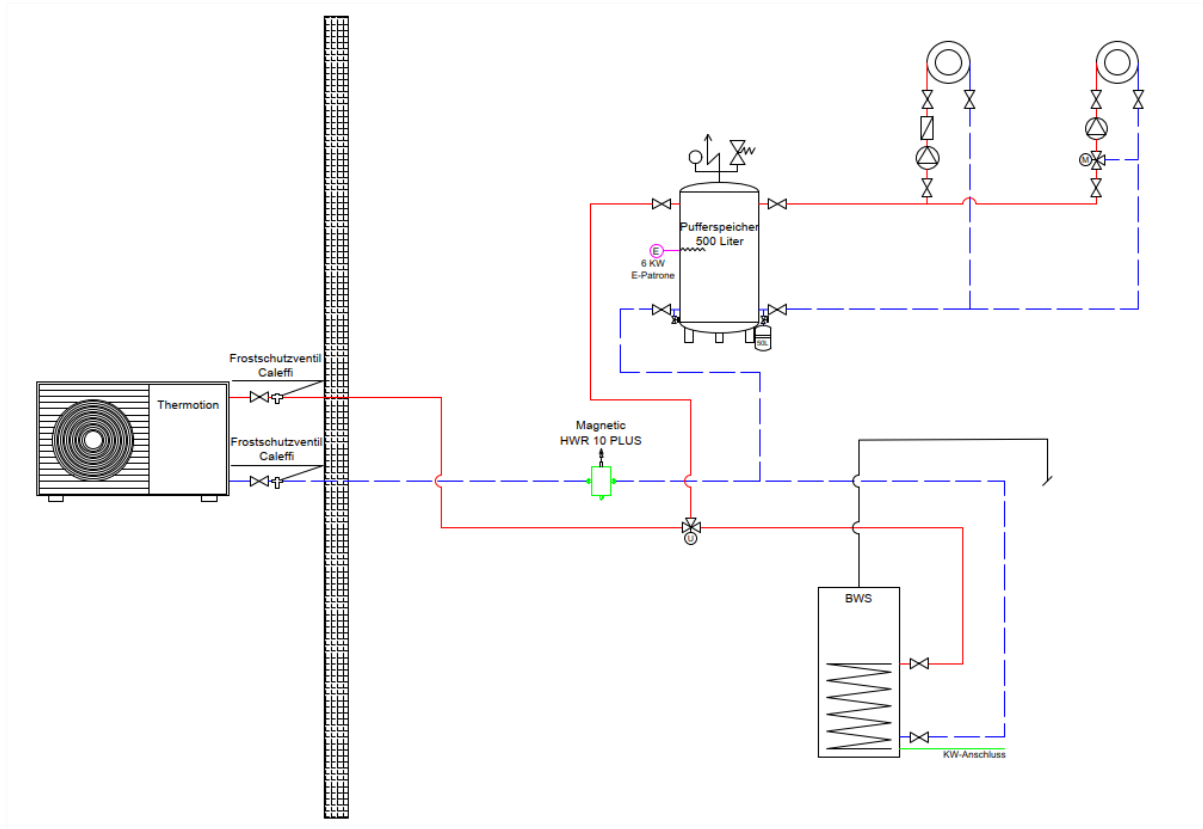 Pufferspeicher
500 Liter
E
6 KW
E-Patrone
M
50L
Frostschutzventil
Caleffi
Thermotion
Frostschutzventil
Caleffi
Magnetic
HWR 10 PLUS
U
BWS
KW-Anschluss